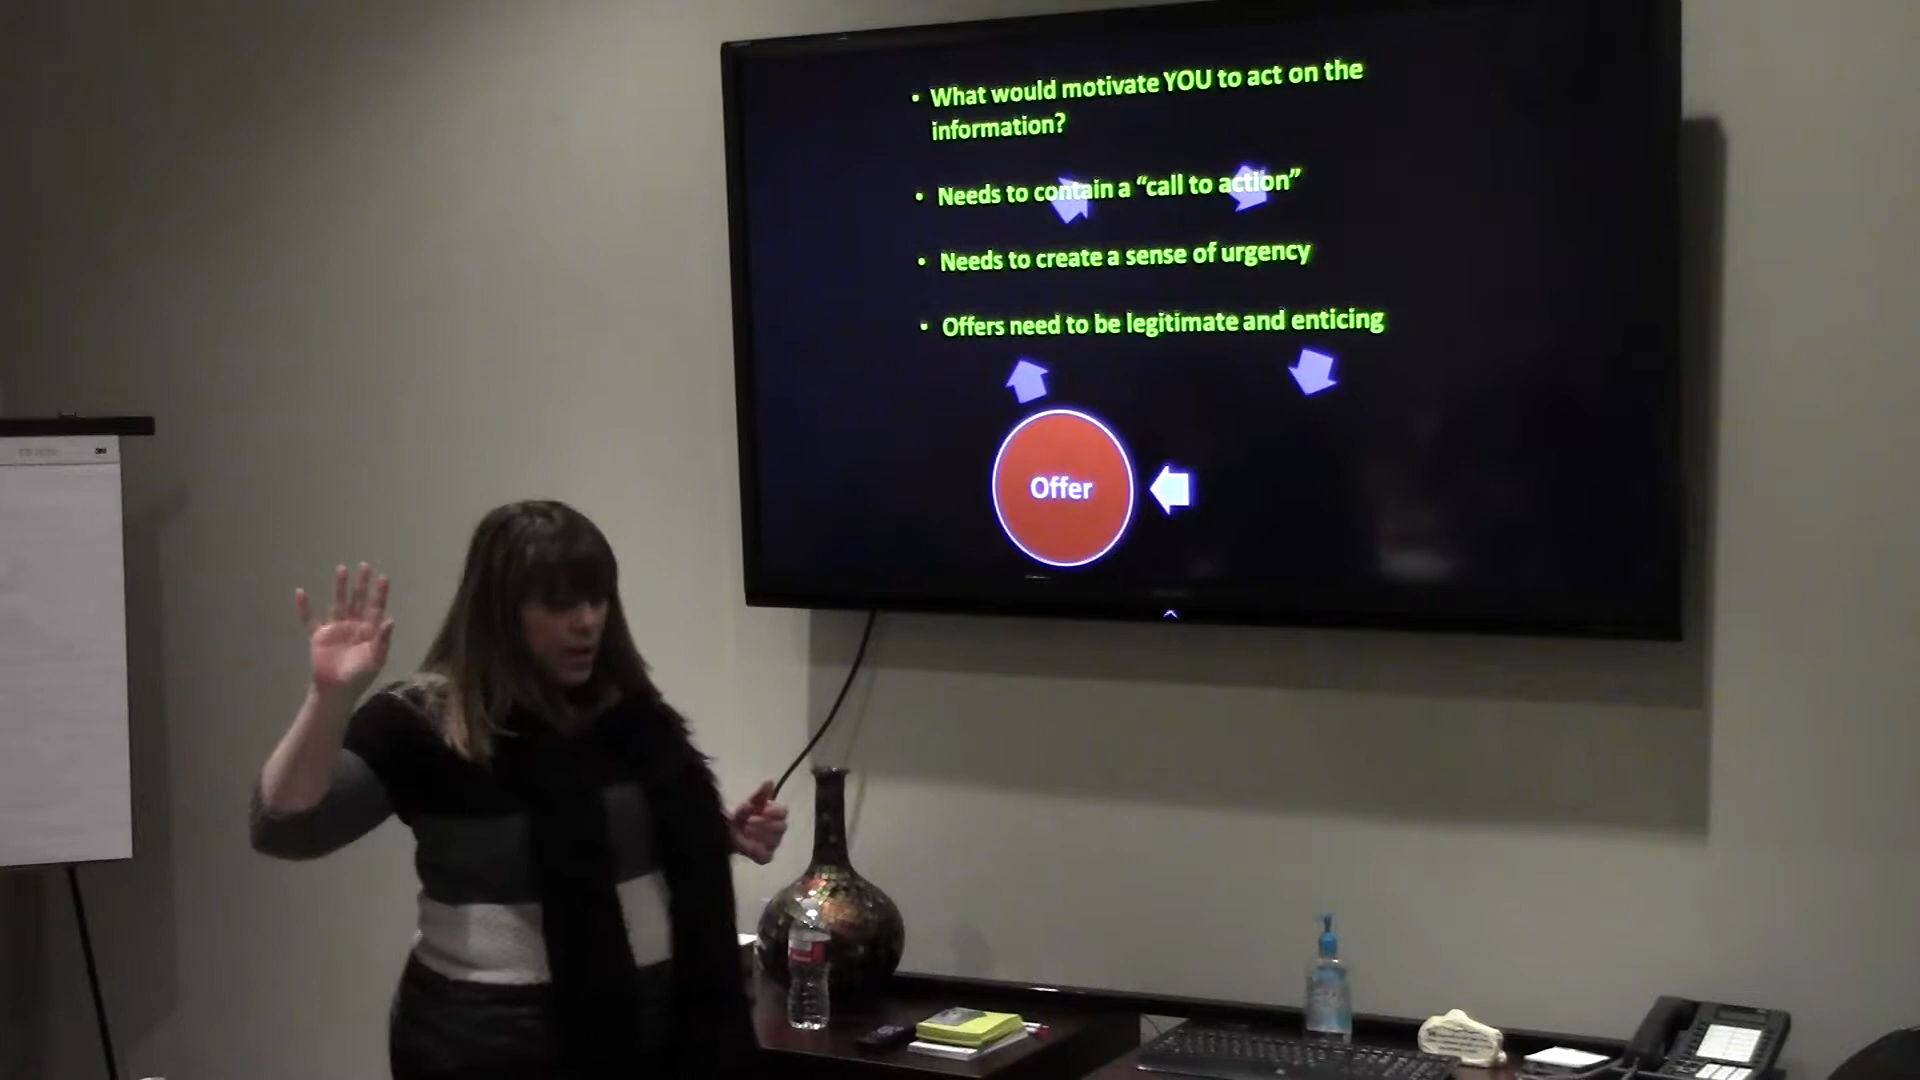 • What would motivate YOU to act on the
information?
• Needs to contain a “call to action”
• Needs to create a sense of urgency
• Offers need to be legitimate and enticing
Offer
3M